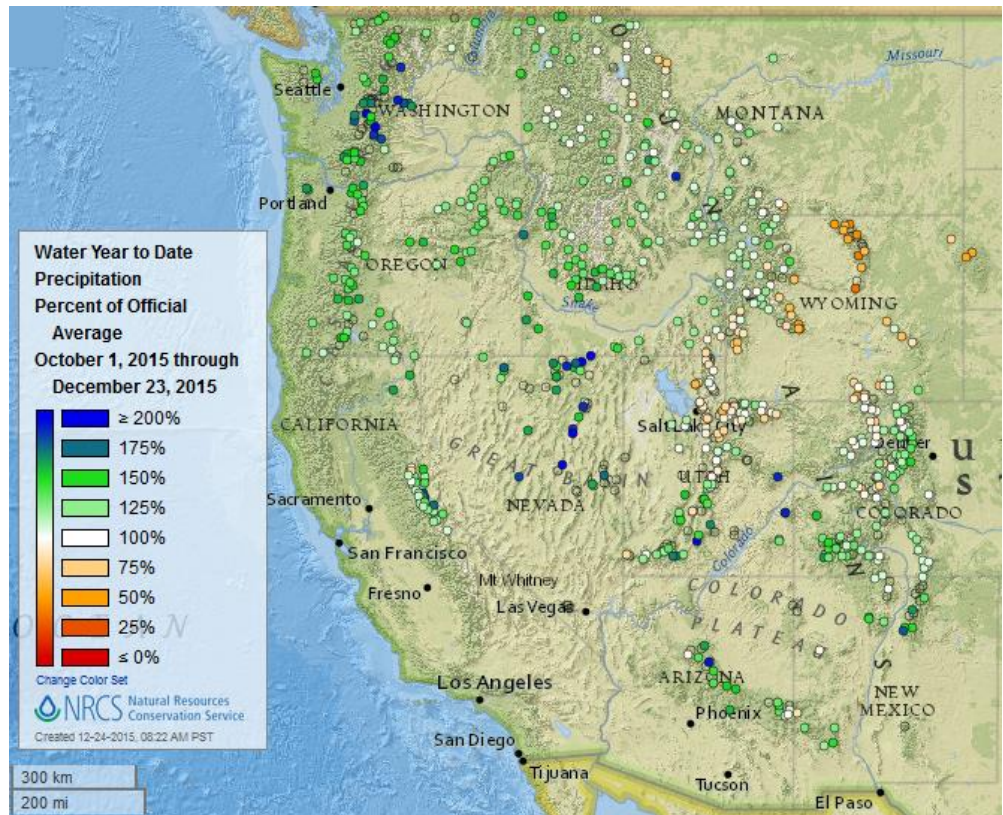 Columbia
Missouri
Seattle
WASHINGTON
MONTANA
Portland
OREGON
IDAHO
Snake
WYOMING
CALIFORNIA
Salt Lake City
Denver
U
GREAT BASIN
UTAH
S
Sacramento
NEVADA
COLORADO
San Francisco
Colorado
Mt Whitney
Fresno
Las Vegas
COLORADO
PLATEAU
Los Angeles
ARIZONA
NEW
MEXICO
Phoenix
San Diego
Tijuana
Tucson
El Paso
Water Year to Date
Precipitation
Percent of Official
Average
October 1, 2015 through
December 23, 2015
≥ 200%
175%
150%
125%
100%
75%
50%
25%
≤ 0%
Change Color Set
NRCS Natural Resources
Conservation Service
Created 12-24-2015, 08:22 AM PST
300 km
200 mi